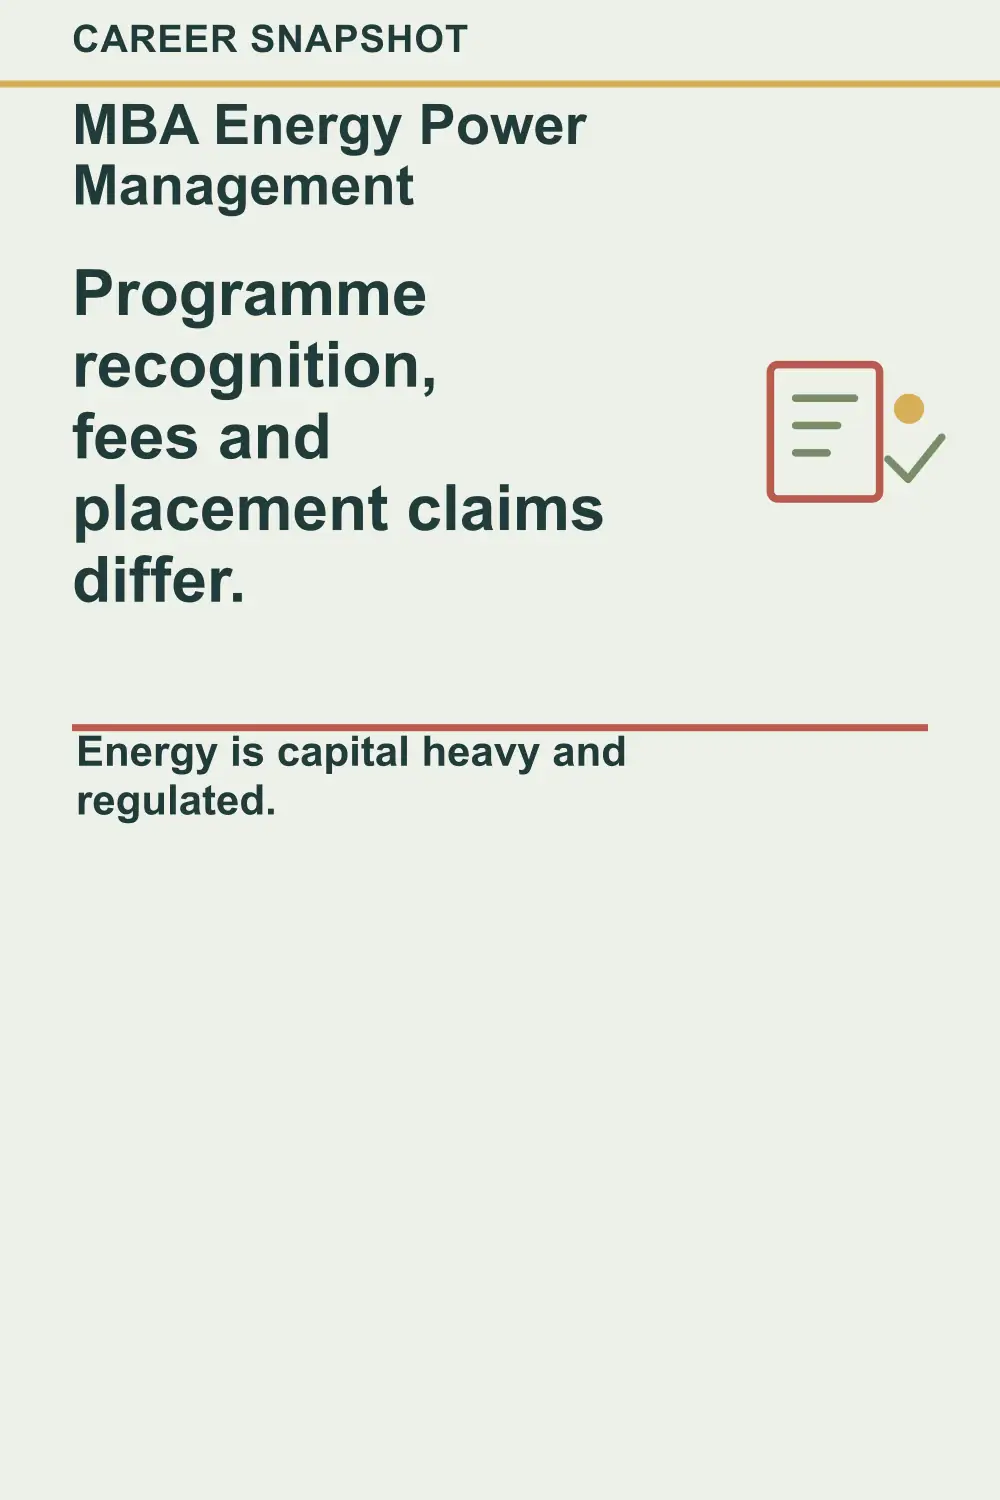 CAREER SNAPSHOT
MBA Energy Power
Management
Programme
recognition,
fees and
placement claims
differ.
Energy is capital heavy and
regulated.